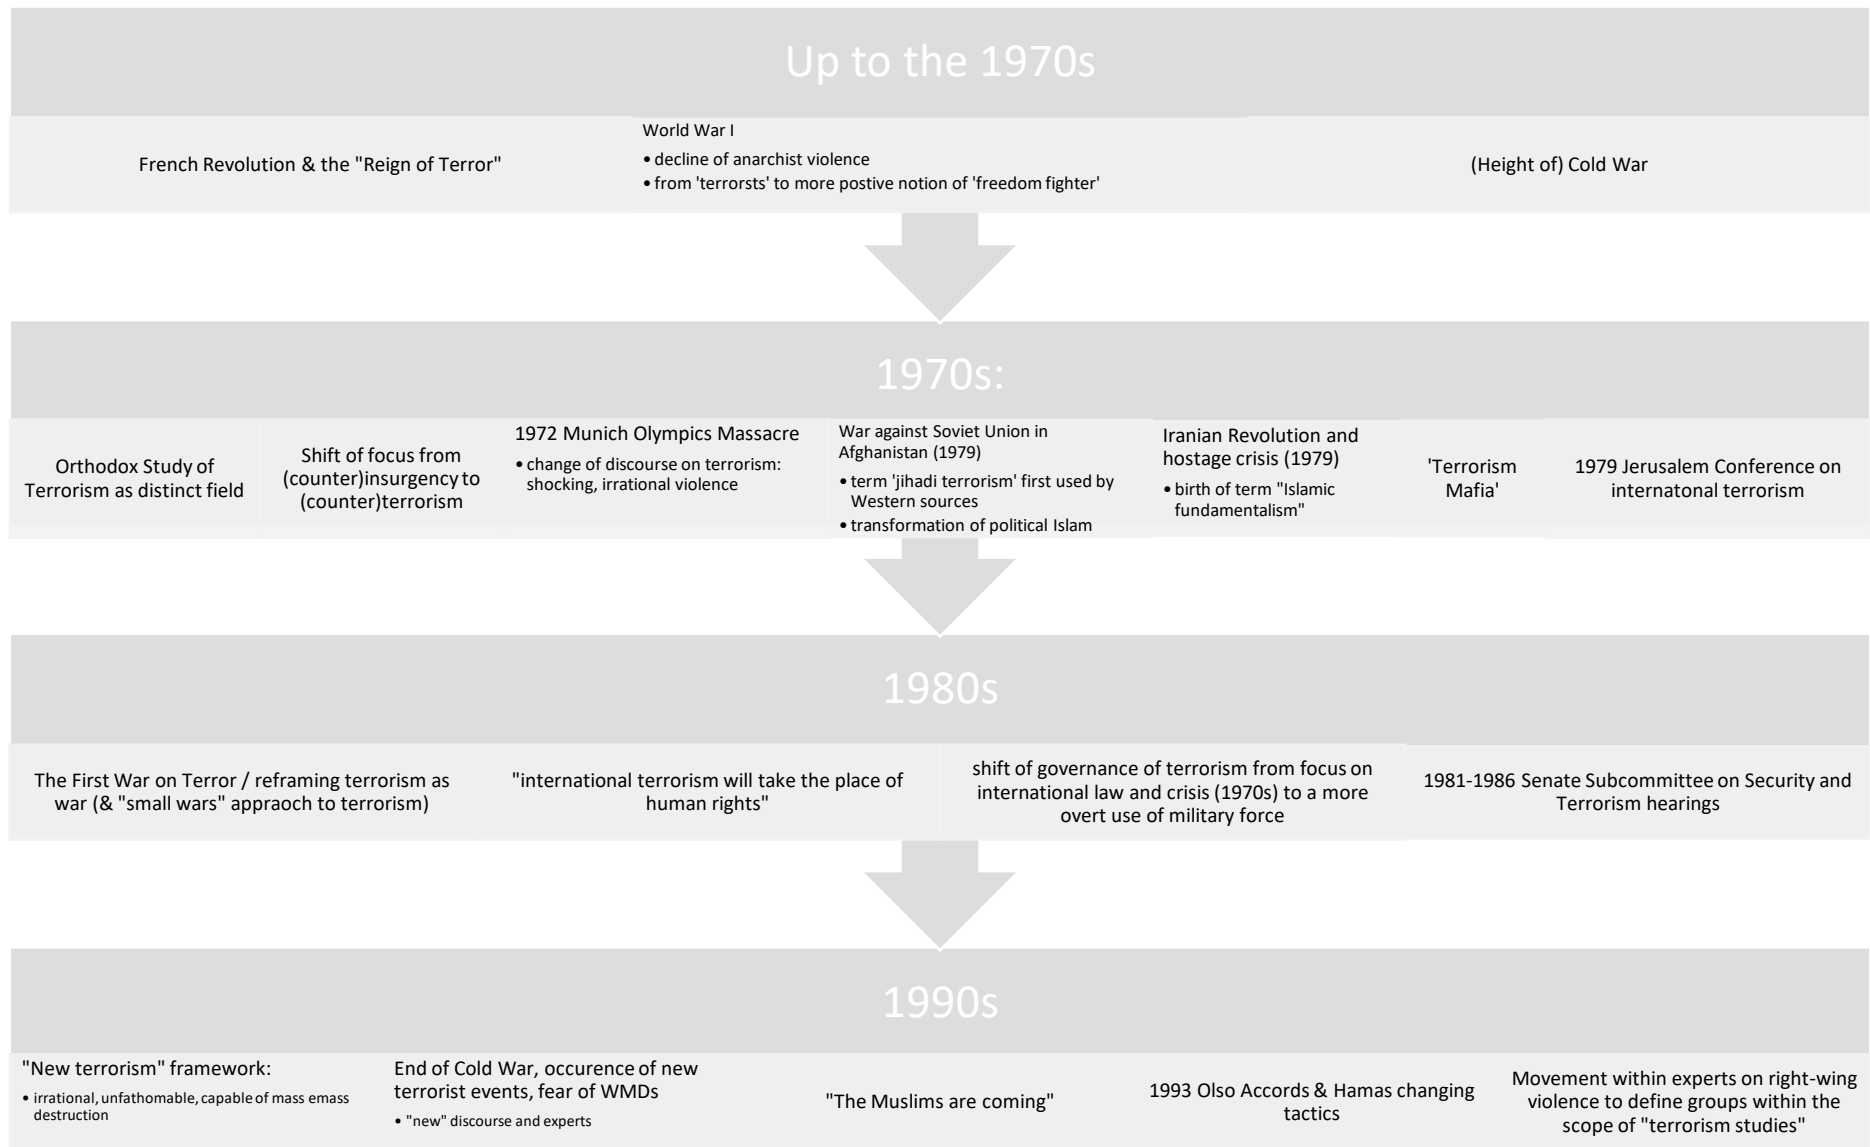 Up to the 1970s
French Revolution & the "Reign of Terror"
World War I
• decline of anarchist violence
• from 'terrorsts' to more postive notion of 'freedom fighter'
(Height of) Cold War
1970s:
Orthodox Study of
Terrorism as distinct field
Shift of focus from
(counter)insurgency to
(counter)terrorism
1972 Munich Olympics Massacre
• change of discourse on terrorism:
shocking, irrational violence
War against Soviet Union in
Afghanistan (1979)
• term 'jihadi terrorism' first used by
Western sources
• transformation of political Islam
Iranian Revolution and
hostage crisis (1979)
• birth of term "Islamic
fundamentalism"
'Terrorism
Mafia'
1979 Jerusalem Conference on
internatonal terrorism
1980s
The First War on Terror / reframing terrorism as
war (& "small wars" appraoch to terrorism)
"international terrorism will take the place of
human rights"
shift of governance of terrorism from focus on
international law and crisis (1970s) to a more
overt use of military force
1981-1986 Senate Subcommittee on Security and
Terrorism hearings
1990s
"New terrorism" framework:
• irrational, unfathomable, capable of mass emass
destruction
End of Cold War, occurence of new
terrorist events, fear of WMDs
• "new" discourse and experts
"The Muslims are coming"
1993 Olso Accords & Hamas changing
tactics
Movement within experts on right-wing
violence to define groups within the
scope of "terrorism studies"